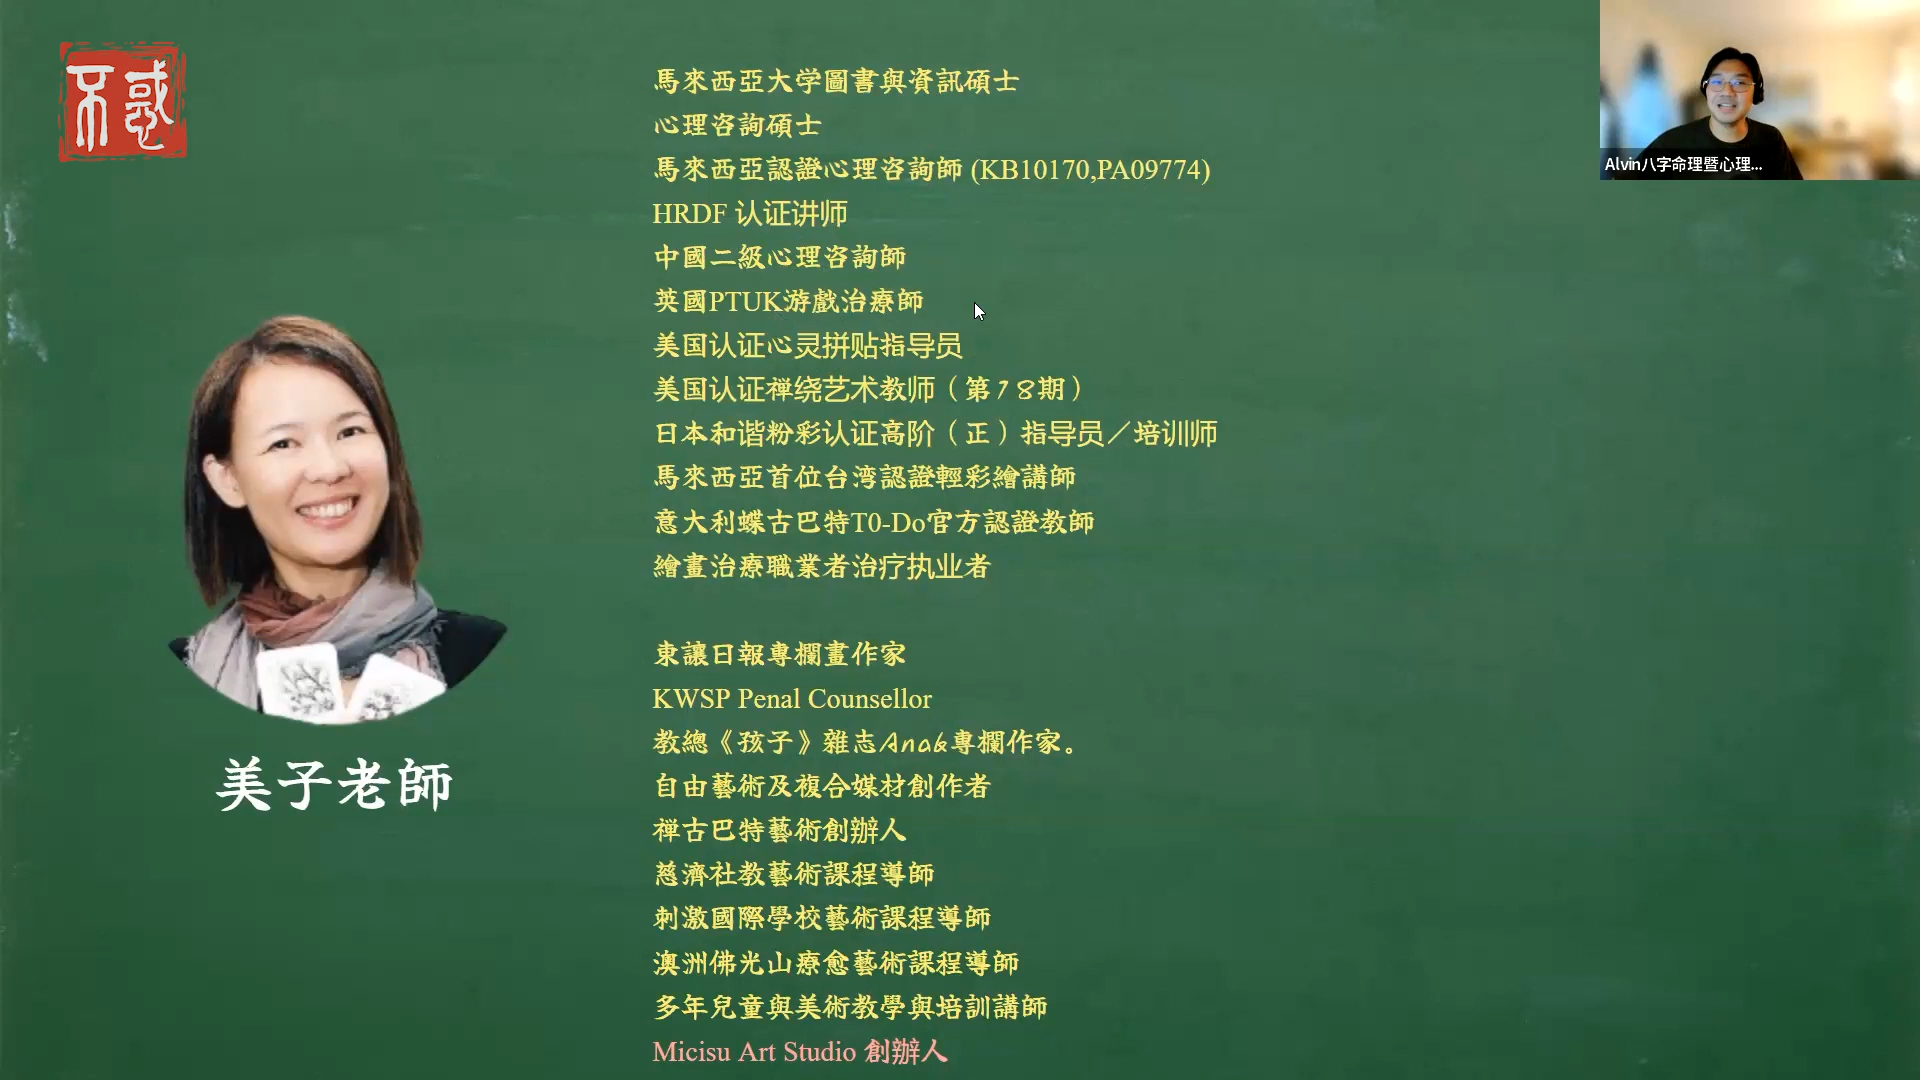 不惑
馬來西亞大学圖書與資訊碩士
心理咨詢碩士
馬來西亞認證心理咨詢師 (KB10170,PA09774)
HRDF 认证讲师
中國二級心理咨詢師
英國PTUK游戲治療師
美国认证心灵拼贴指导员
美国认证禅绕艺术教师（第18期）
日本和谐粉彩认证高阶（正）指导员／培训师
馬來西亞首位台湾認證輕彩繪講師
意大利蝶古巴特T0-Do官方認證教師
繪畫治療職業者治疗执业者
東讓日報專欄畫作家
KWSP Penal Counsellor
教總《孩子》雜志Anak專欄作家。
自由藝術及複合媒材創作者
禅古巴特藝術創辦人
慈濟社教藝術課程導師
刺激國際學校藝術課程導師
澳洲佛光山療愈藝術課程導師
多年兒童與美術教學與培訓講師
Micisu Art Studio 創辦人
美子老師
Alvin八字命理暨心理...